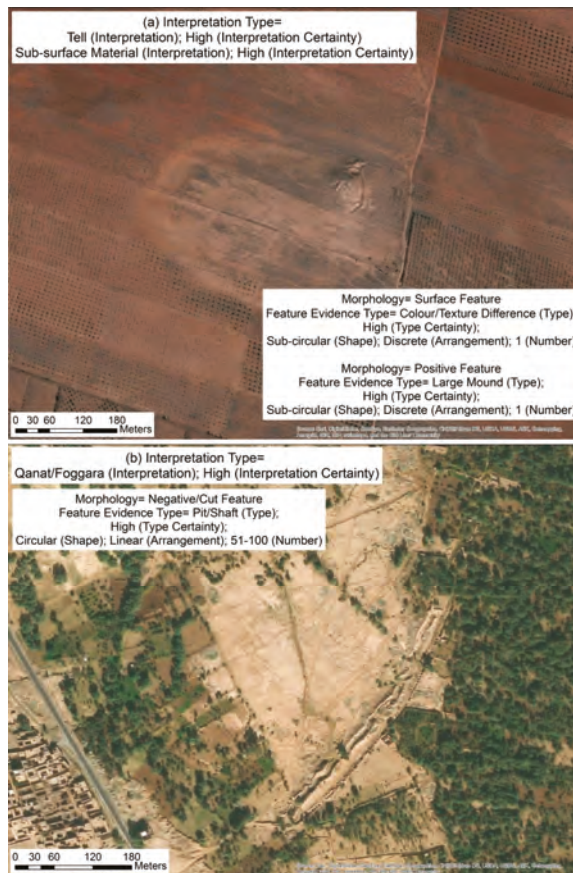 (a) Interpretation Type=
Tell (Interpretation); High (Interpretation Certainty)
Sub-surface Material (Interpretation); High (Interpretation Certainty)
Morphology= Surface Feature
Feature Evidence Type= Colour/Texture Difference (Type)
High (Type Certainty);
Sub-circular (Shape); Discrete (Arrangement); 1 (Number)
Morphology= Positive Feature
Feature Evidence Type= Large Mound (Type);
High (Type Certainty);
Sub-circular (Shape); Discrete (Arrangement); 1 (Number)
0 30 60 120 180
Meters
(b) Interpretation Type=
Qanat/Foggara (Interpretation); High (Interpretation Certainty)
Morphology= Negative/Cut Feature
Feature Evidence Type= Pit/Shaft (Type);
High (Type Certainty);
Circular (Shape); Linear (Arrangement); 51-100 (Number)
0 30 60 120 180
Meters